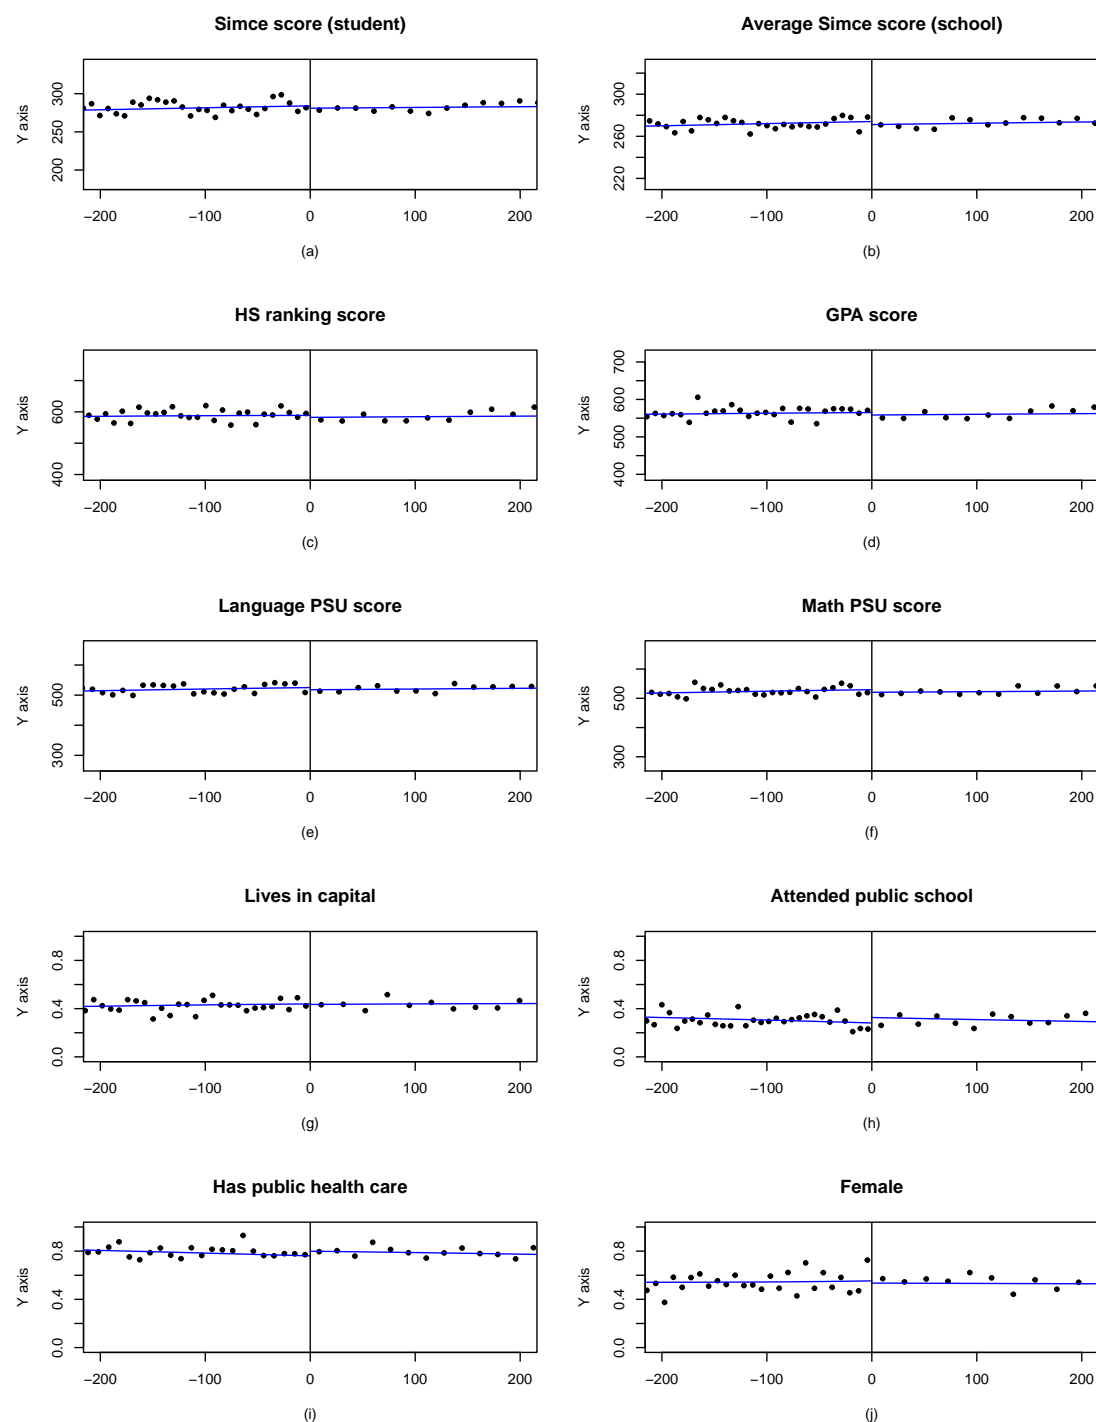 Simce score (student)
Average Simce score (school)
Y axis
200 250 300
−200 −100 0 100 200
(a)
Y axis
220 260 300
−200 −100 0 100 200
(b)
HS ranking score
GPA score
Y axis
400 600
−200 −100 0 100 200
(c)
Y axis
400 500 600 700
−200 −100 0 100 200
(d)
Language PSU score
Math PSU score
Y axis
300 500
−200 −100 0 100 200
(e)
Y axis
300 500
−200 −100 0 100 200
(f)
Lives in capital
Attended public school
Y axis
0.0 0.4 0.8
−200 −100 0 100 200
(g)
Y axis
0.0 0.4 0.8
−200 −100 0 100 200
(h)
Has public health care
Female
Y axis
0.0 0.4 0.8
−200 −100 0 100 200
(i)
Y axis
0.0 0.4 0.8
−200 −100 0 100 200
(j)